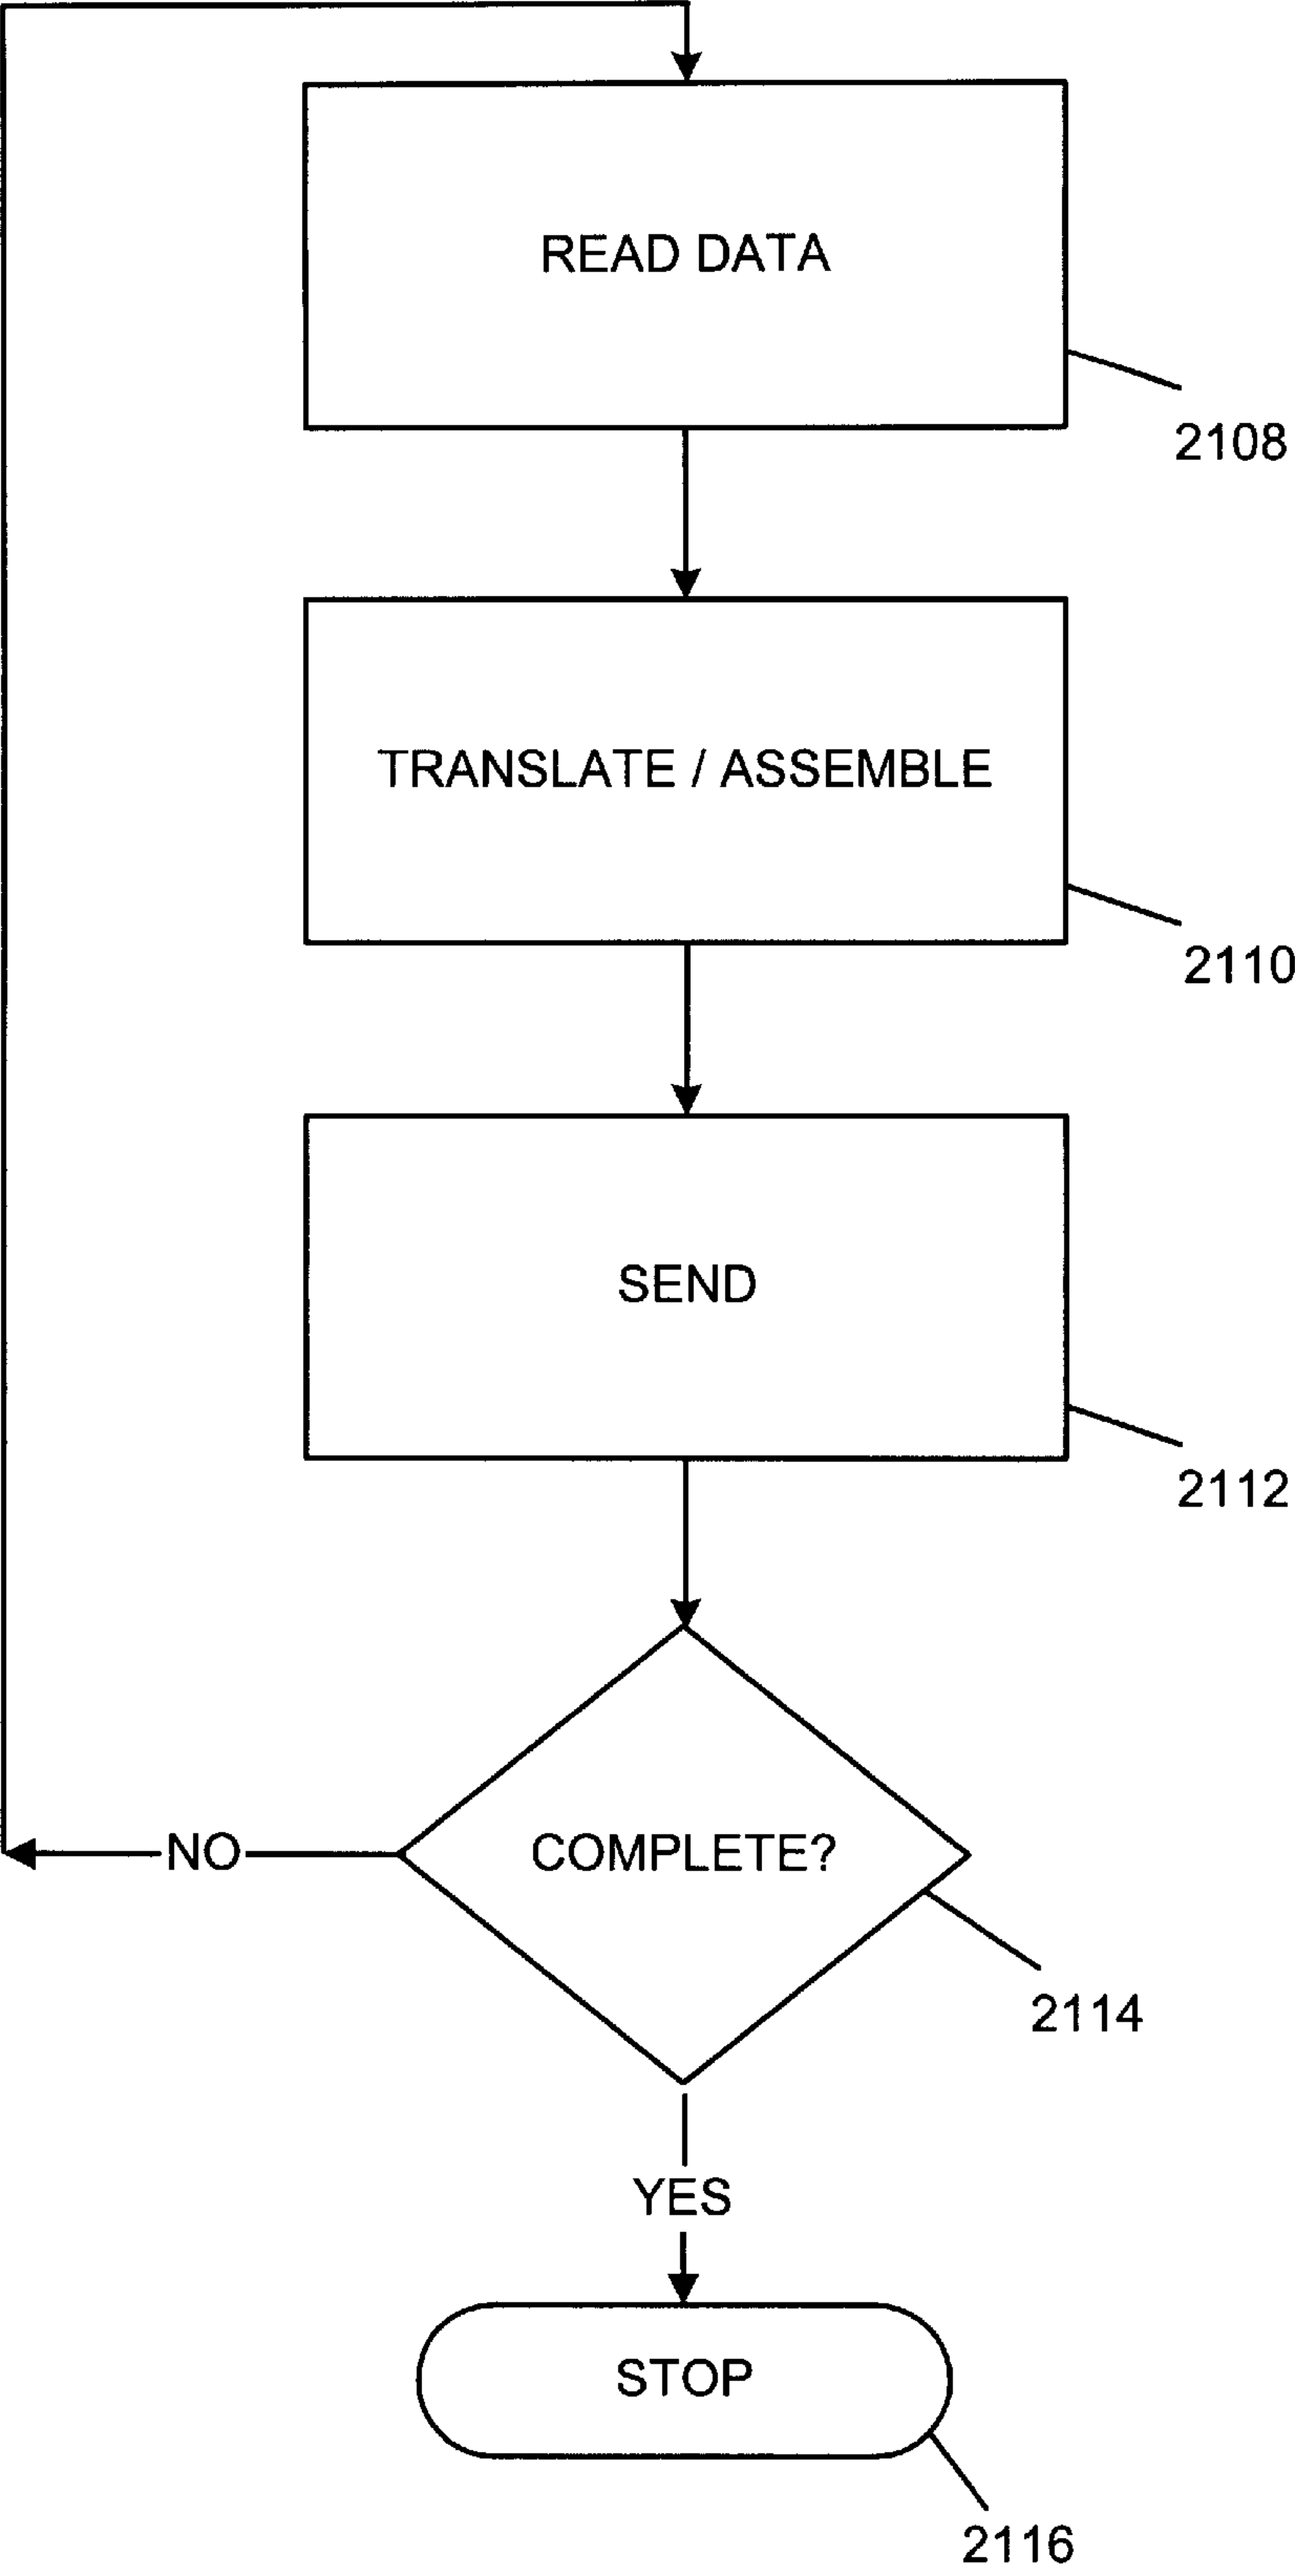 READ DATA
2108
TRANSLATE / ASSEMBLE
2110
SEND
2112
COMPLETE?
NO
2114
YES
STOP
2116